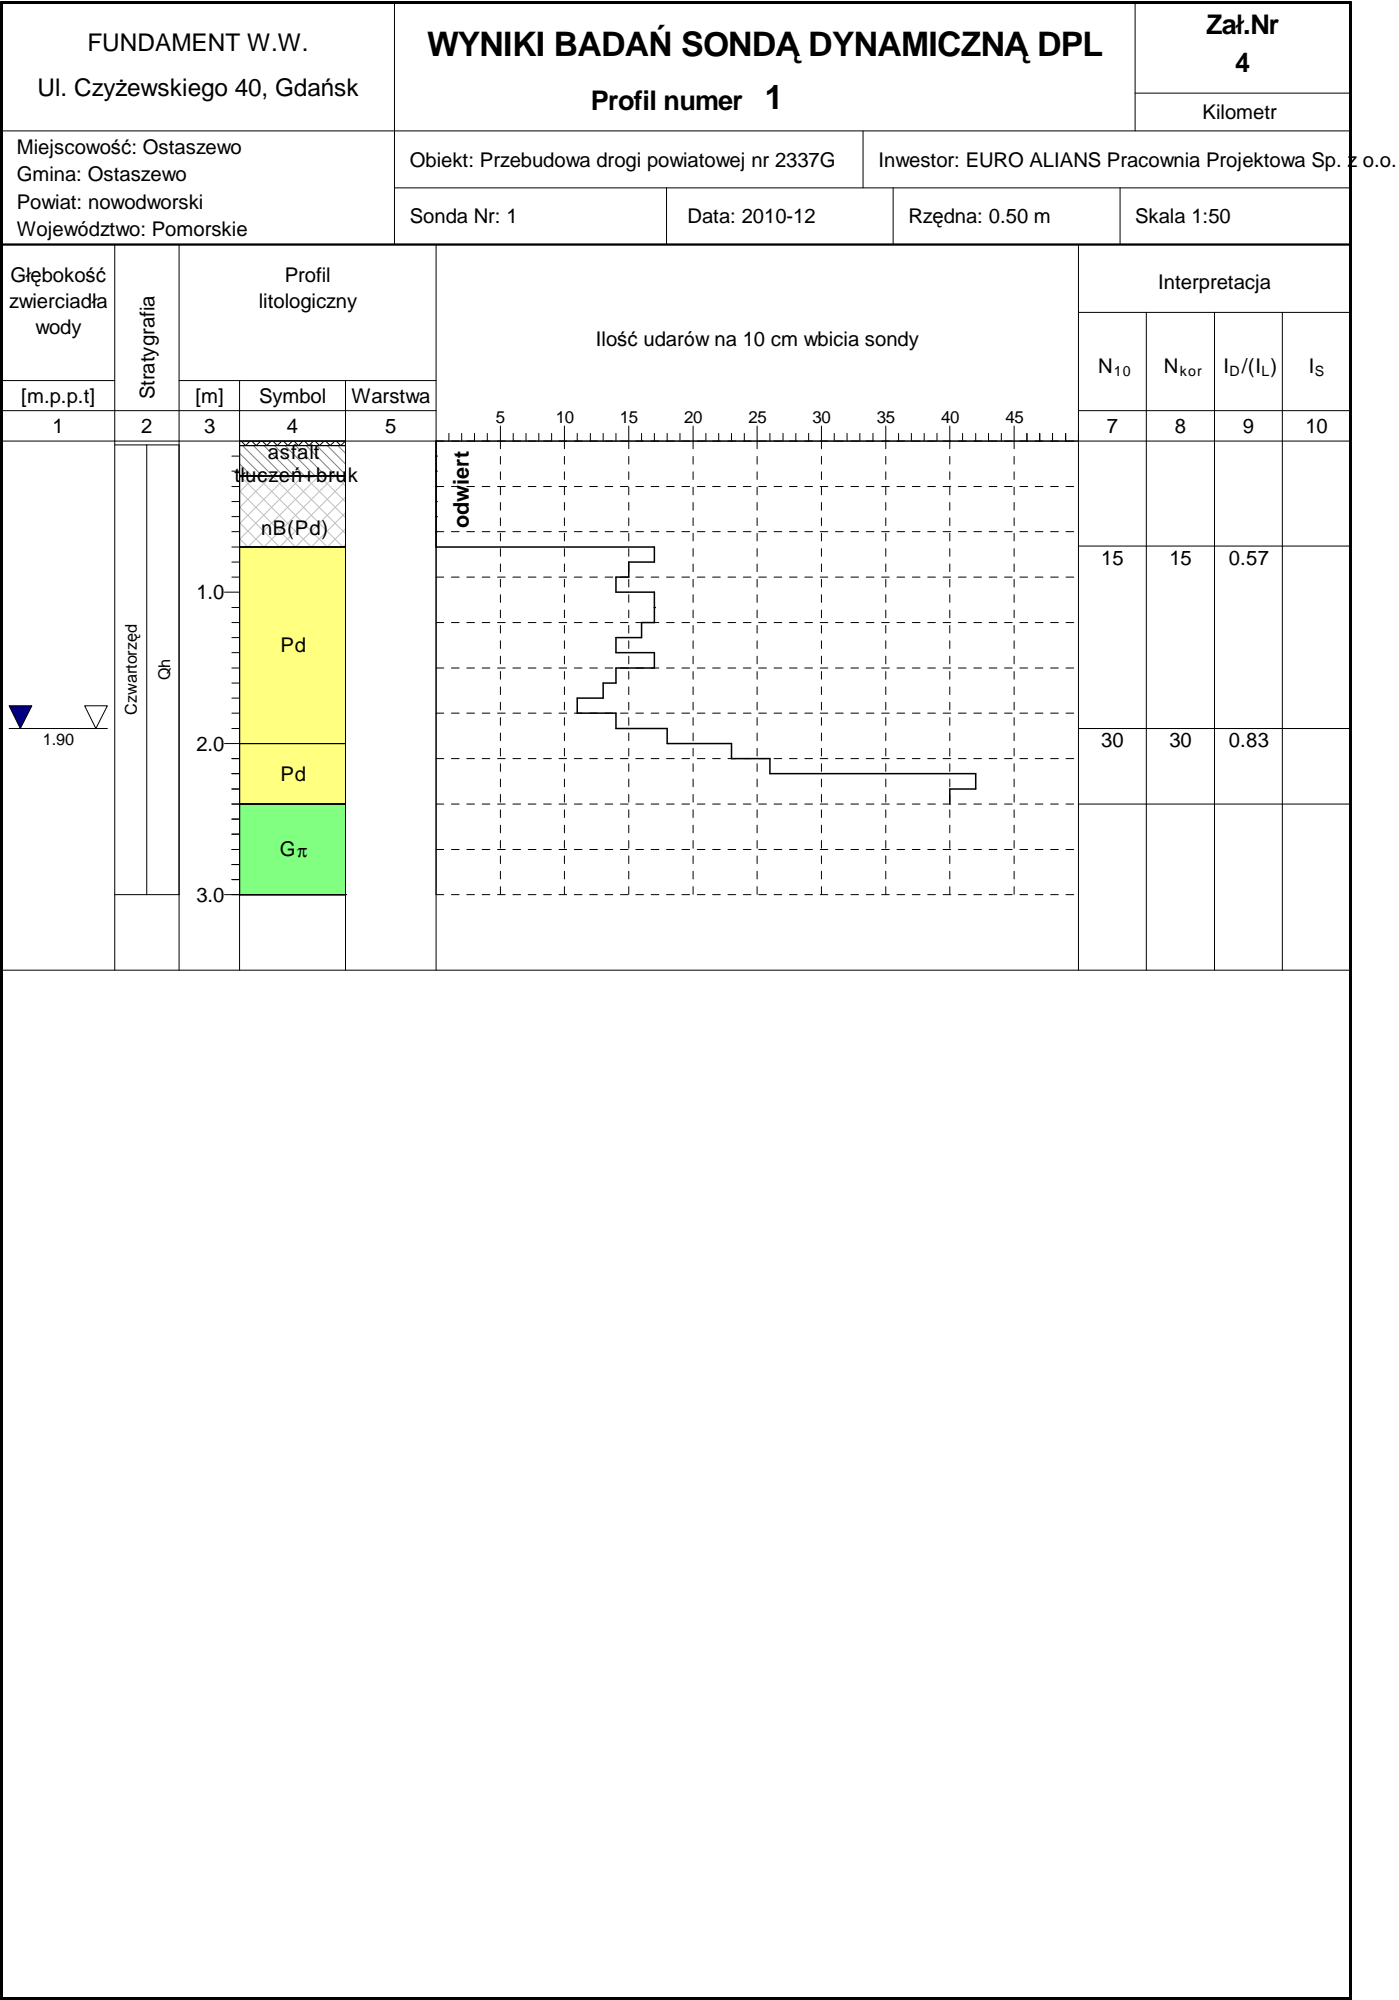 FUNDAMENT W.W.
Ul. Czyżewskiego 40, Gdańsk
WYNIKI BADAŃ SONDĄ DYNAMICZNĄ DPL
Profil numer 1
Zał.Nr
4
Kilometr
Miejscowość: Ostaszewo
Gmina: Ostaszewo
Powiat: nowodworski
Województwo: Pomorskie
Obiekt: Przebudowa drogi powiatowej nr 2337G
Inwestor: EURO ALIANS Pracownia Projektowa Sp. z o.o.
Sonda Nr: 1
Data: 2010-12
Rzędna: 0.50 m
Skala 1:50
Głębokość
zwierciadła
wody
[m.p.p.t]
Stratygrafia
Profil
litologiczny
[m]
Symbol
Warstwa
Ilość udarów na 10 cm wbicia sondy
Interpretacja
N10
Nkor
ID/(IL)
IS
5 10 15 20 25 30 35 40 45
1 2 3 4 5 7 8 9 10
asfalt
tłuczeń+bruk
nB(Pd)
odwiert
15 15 0.57
1.0
Pd
Czwartorzęd
Qh
1.90
2.0
30 30 0.83
Pd
Gπ
3.0